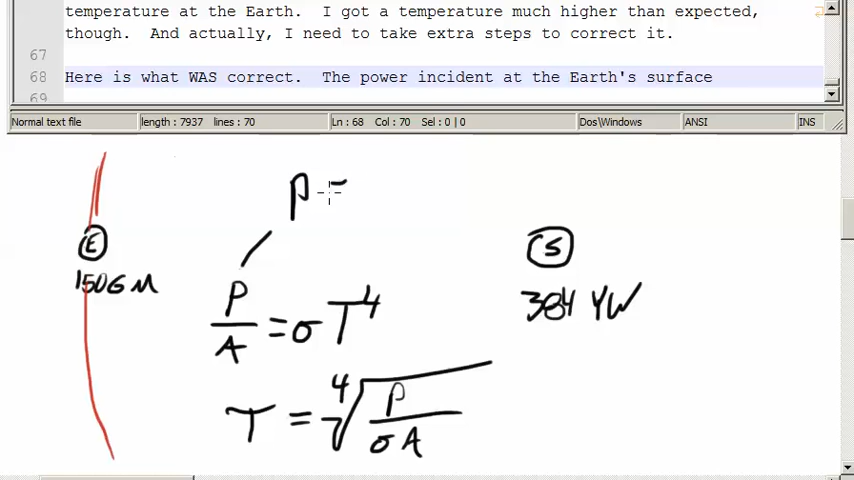 temperature at the Earth.  I got a temperature much higher than expected,
though.  And actually, I need to take extra steps to correct it.
67
68 Here is what WAS correct.  The power incident at the Earth's surface
69
Normal text file length : 7937 lines : 70 Ln : 68 Col : 70 Sel : 0 | 0 Dos\Windows ANSI INS
P =
E
S
150GM
384 YW
P/A = σT⁴
T = ⁴√(P/σA)